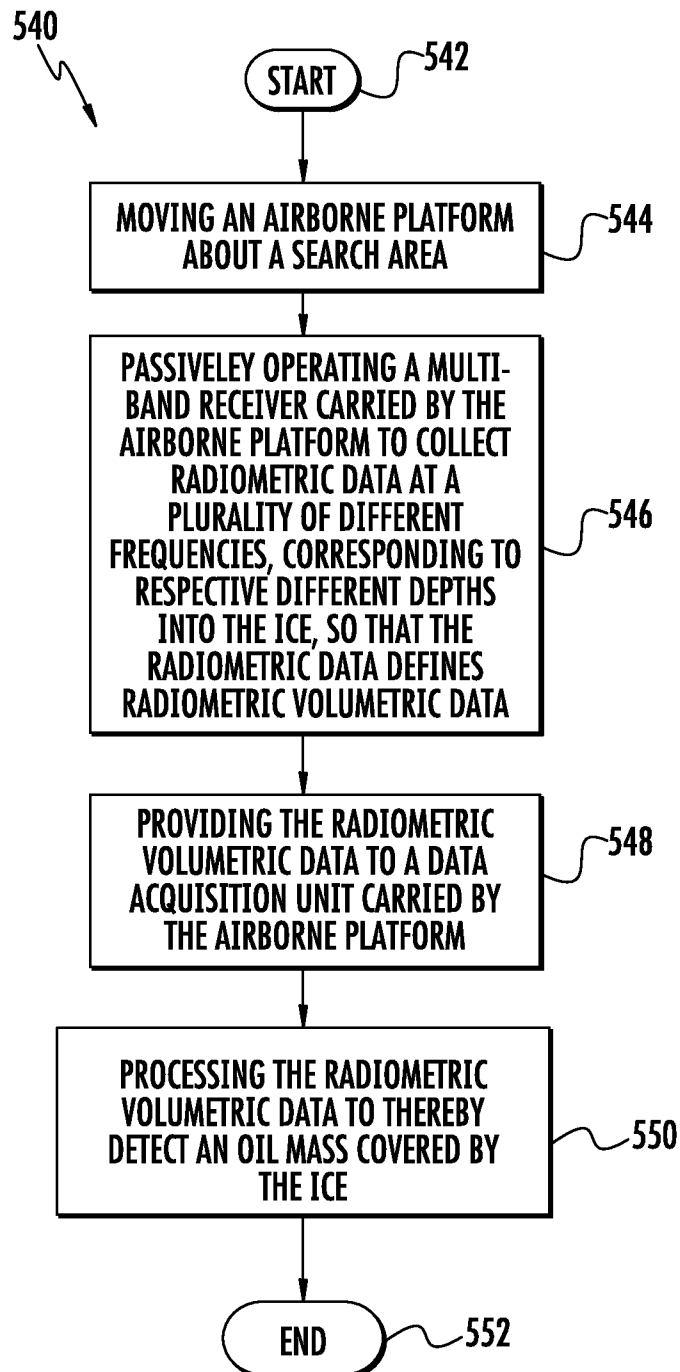 540
START
542
MOVING AN AIRBORNE PLATFORM
ABOUT A SEARCH AREA
544
PASSIVELEY OPERATING A MULTI-
BAND RECEIVER CARRIED BY THE
AIRBORNE PLATFORM TO COLLECT
RADIOMETRIC DATA AT A
PLURALITY OF DIFFERENT
FREQUENCIES, CORRESPONDING TO
RESPECTIVE DIFFERENT DEPTHS
INTO THE ICE, SO THAT THE
RADIOMETRIC DATA DEFINES
RADIOMETRIC VOLUMETRIC DATA
546
PROVIDING THE RADIOMETRIC
VOLUMETRIC DATA TO A DATA
ACQUISITION UNIT CARRIED BY
THE AIRBORNE PLATFORM
548
PROCESSING THE RADIOMETRIC
VOLUMETRIC DATA TO THEREBY
DETECT AN OIL MASS COVERED BY
THE ICE
550
END
552